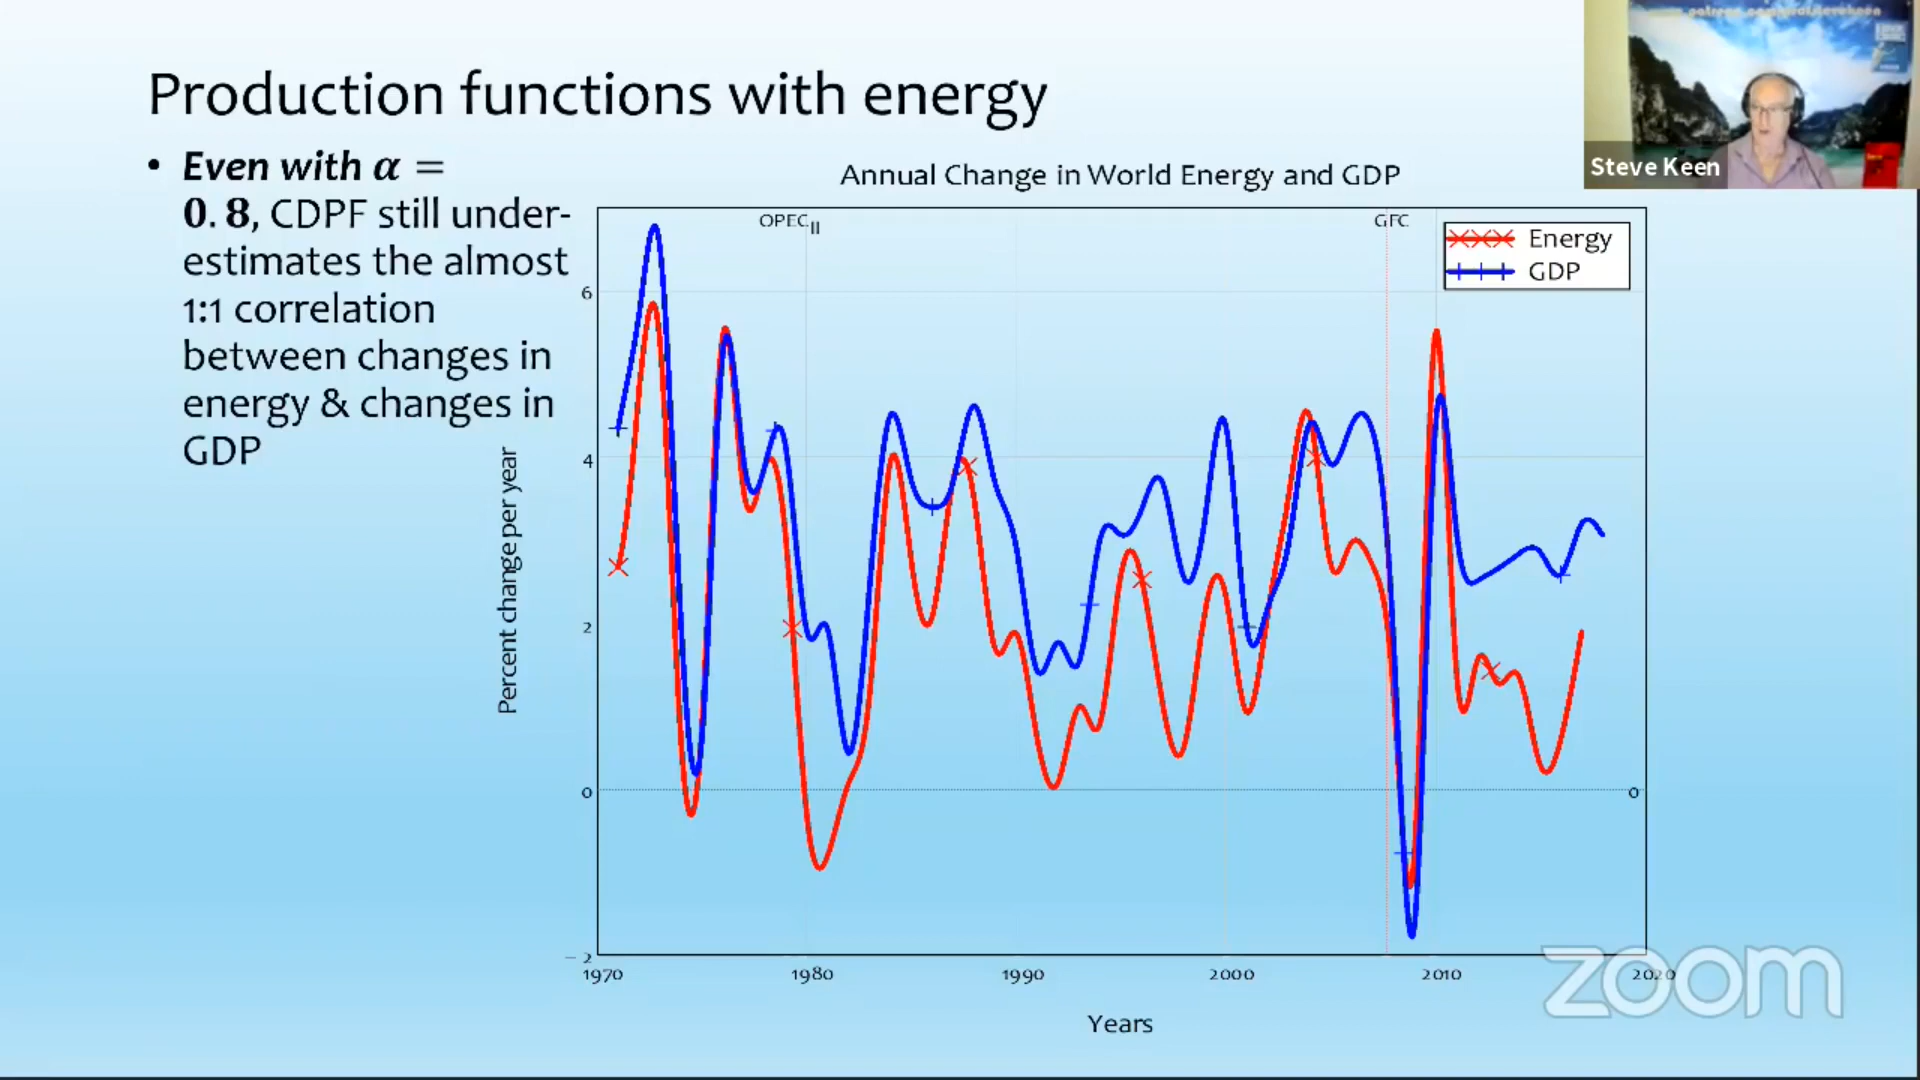 Production functions with energy
• Even with α =
0.8, CDPF still under-
estimates the almost
1:1 correlation
between changes in
energy & changes in
GDP
Annual Change in World Energy and GDP
OPEC II
GFC
Energy
GDP
6
4
2
0
-2
0
Percent change per year
1970
1980
1990
2000
2010
2020
Years
Steve Keen
zoom